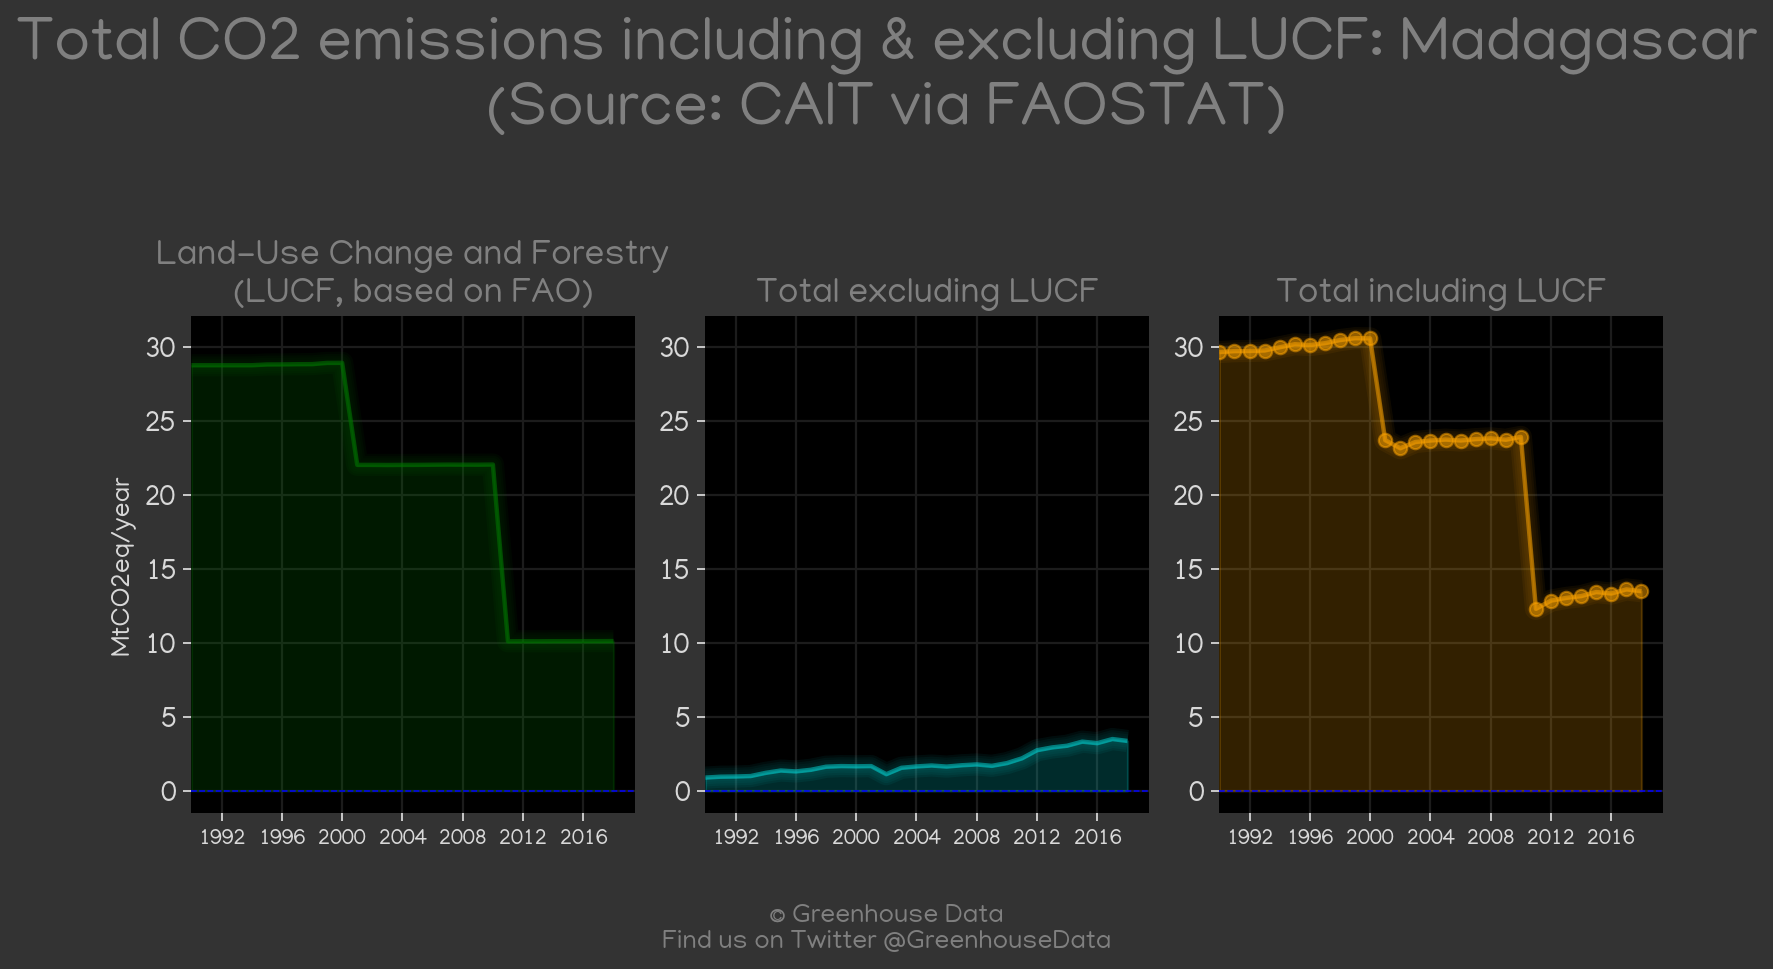 Total CO2 emissions including & excluding LUCF: Madagascar
(Source: CAIT via FAOSTAT)
Land-Use Change and Forestry
(LUCF, based on FAO)
Total excluding LUCF
Total including LUCF
MtCO2eq/year
30
25
20
15
10
5
0
1992 1996 2000 2004 2008 2012 2016
30
25
20
15
10
5
0
1992 1996 2000 2004 2008 2012 2016
30
25
20
15
10
5
0
1992 1996 2000 2004 2008 2012 2016
© Greenhouse Data
Find us on Twitter @GreenhouseData